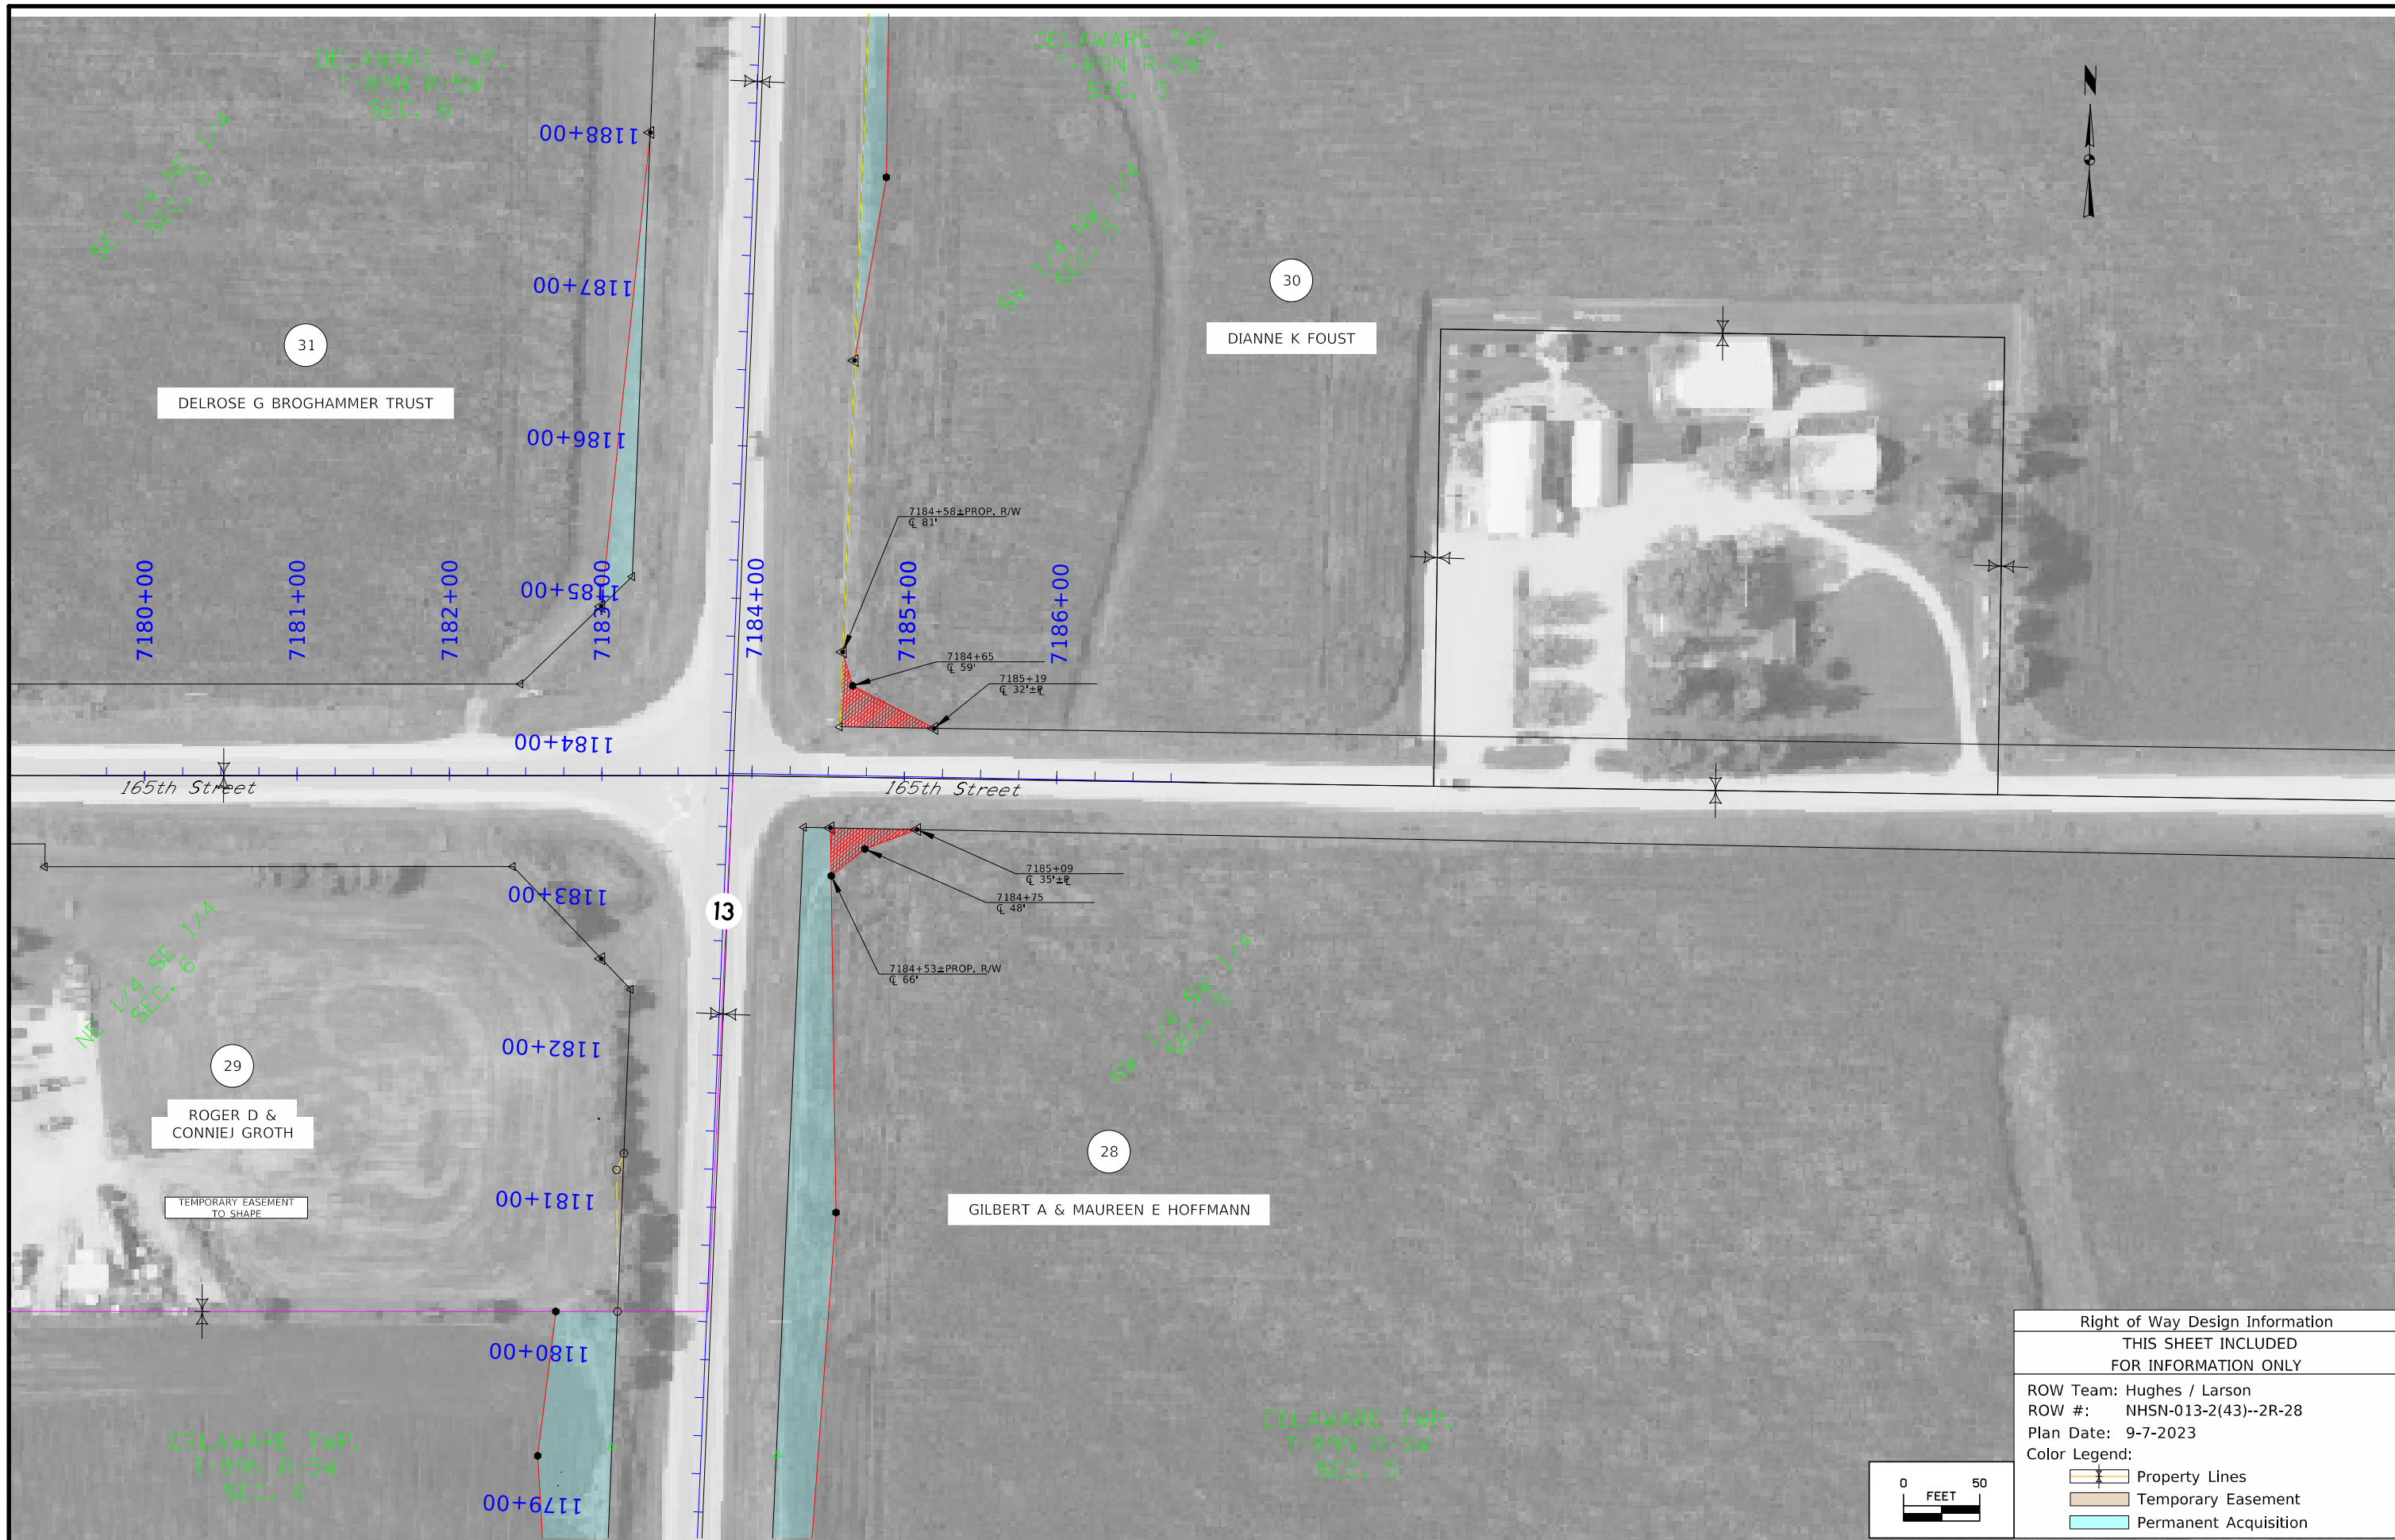 DELAWARE TWP.
T-89N R-5W
SEC. 6
DELAWARE TWP.
T-89N R-5W
SEC. 5
N
SE 1/4 NE 1/4
SEC. 6
SW 1/4 NW 1/4
SEC. 5
1188+00
1187+00
1186+00
1185+00
1184+00
30
DIANNE K FOUST
31
DELROSE G BROGHAMMER TRUST
7184+58±PROP. R/W
℄ 81'
7180+00
7181+00
7182+00
7183+00
7184+00
7185+00
7186+00
7184+65
℄ 59'
7185+19
℄ 32'±℄
165th Street
165th Street
7185+09
℄ 35'±℄
7184+75
℄ 48'
7184+53±PROP. R/W
℄ 66'
13
1183+00
1182+00
1181+00
1180+00
1179+00
NE 1/4 SE 1/4
SEC. 6
NW 1/4 SW 1/4
SEC. 5
29
ROGER D &
CONNIEJ GROTH
TEMPORARY EASEMENT
TO SHAPE
28
GILBERT A & MAUREEN E HOFFMANN
DELAWARE TWP.
T-89N R-5W
SEC. 6
DELAWARE TWP.
T-89N R-5W
SEC. 5
0 50
FEET
Right of Way Design Information
THIS SHEET INCLUDED
FOR INFORMATION ONLY
ROW Team: Hughes / Larson
ROW #: NHSN-013-2(43)--2R-28
Plan Date: 9-7-2023
Color Legend:
Property Lines
Temporary Easement
Permanent Acquisition